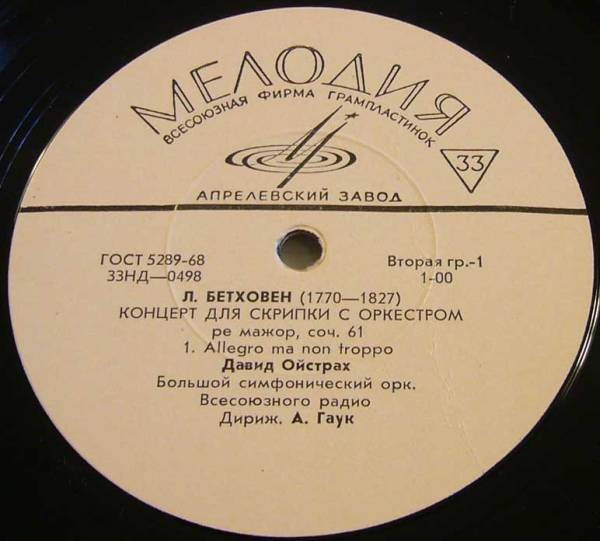 МЕЛОДИЯ
ВСЕСОЮЗНАЯ ФИРМА ГРАМПЛАСТИНОК
33
АПРЕЛЕВСКИЙ ЗАВОД
ГОСТ 5289-68
Вторая гр.-1
33НД—0498
1-00
Л. БЕТХОВЕН (1770—1827)
КОНЦЕРТ ДЛЯ СКРИПКИ С ОРКЕСТРОМ
ре мажор, соч. 61
1. Allegro ma non troppo
Давид Ойстрах
Большой симфонический орк.
Всесоюзного радио
Дириж. А. Гаук